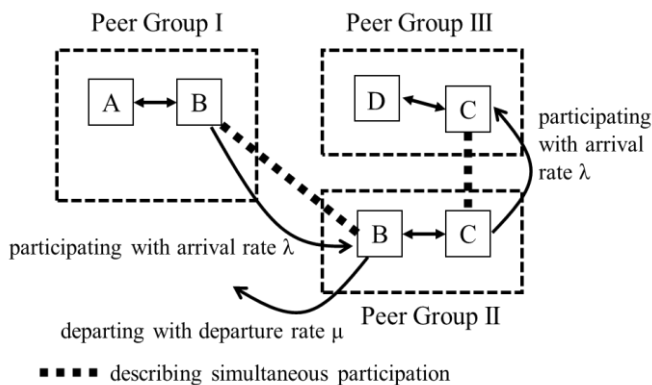 Peer Group I
Peer Group III
A
B
D
C
participating
with arrival
rate λ
B
C
participating with arrival rate λ
Peer Group II
departing with departure rate μ
describing simultaneous participation